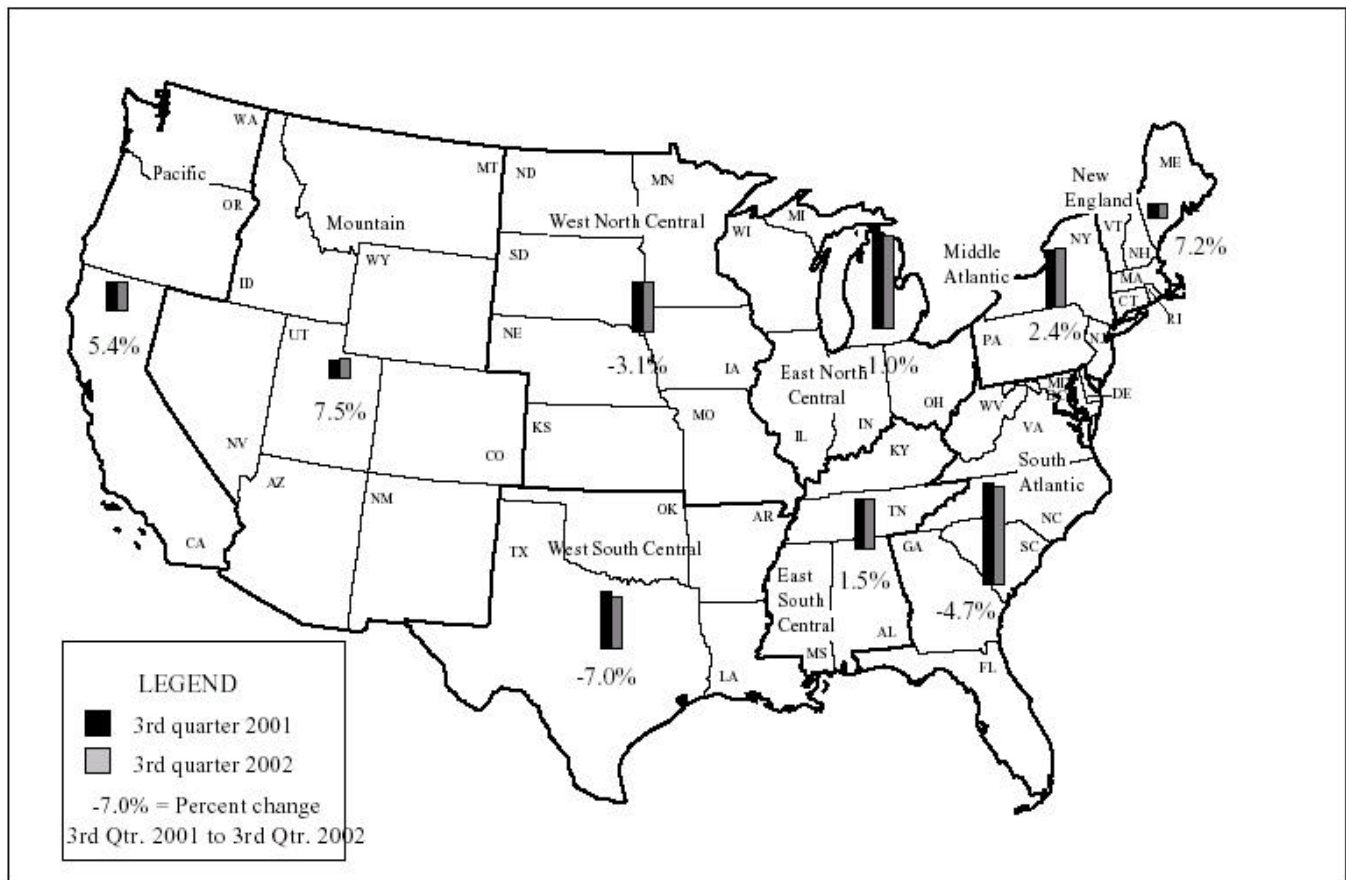 WA
Pacific
OR
MT
Mountain
ID
WY
ND
MN
West North Central
SD
WI
MI
NE
-3.1%
IA
ME
New
England
VT
NY
NH
7.2%
MA
CT
RI
Middle
Atlantic
2.4%
PA
NJ
5.4%
UT
7.5%
NV
CO
KS
MO
East North
Central
-1.0%
IL
IN
OH
WV
MD
DC
DE
VA
KY
South
Atlantic
CA
AZ
NM
OK
AR
TN
NC
TX
West South Central
GA
SC
East
South
Central
1.5%
-4.7%
-7.0%
LA
MS
AL
FL
LEGEND
3rd quarter 2001
3rd quarter 2002
-7.0% = Percent change
3rd Qtr. 2001 to 3rd Qtr. 2002